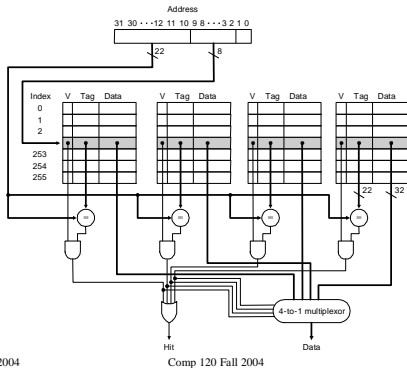 Address
31 30 ··· 12 11 10 9 8 ··· 3 2 1 0
22 8
Index V Tag Data V Tag Data V Tag Data V Tag Data
0
1
2
253
254
255
22 32
= = = =
4-to-1 multiplexor
Hit Data
2004 Comp 120 Fall 2004